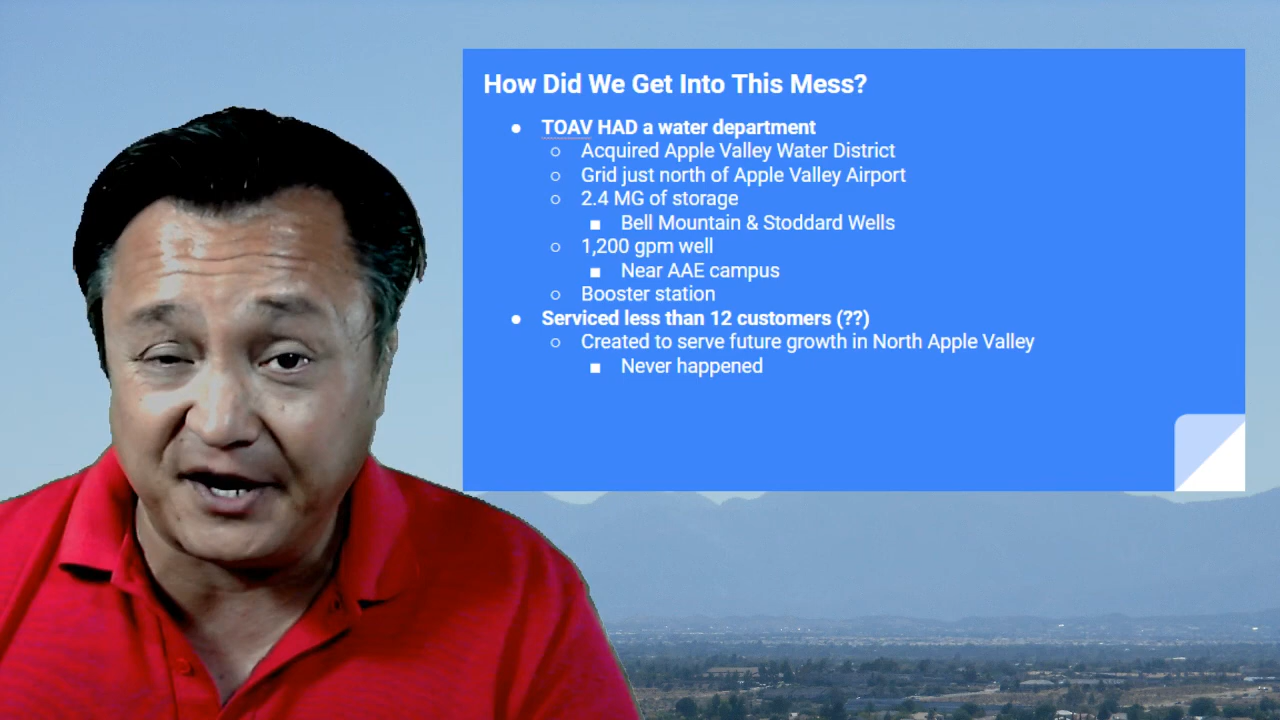 How Did We Get Into This Mess?
● TOAV HAD a water department
○ Acquired Apple Valley Water District
○ Grid just north of Apple Valley Airport
○ 2.4 MG of storage
■ Bell Mountain & Stoddard Wells
○ 1,200 gpm well
■ Near AAE campus
○ Booster station
● Serviced less than 12 customers (??)
○ Created to serve future growth in North Apple Valley
■ Never happened